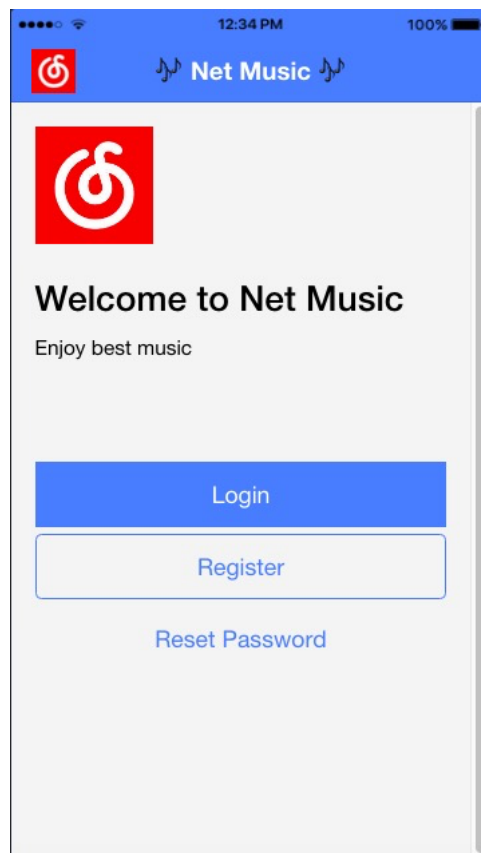 12:34 PM
100%
🎶 Net Music 🎶
Welcome to Net Music
Enjoy best music
Login
Register
Reset Password